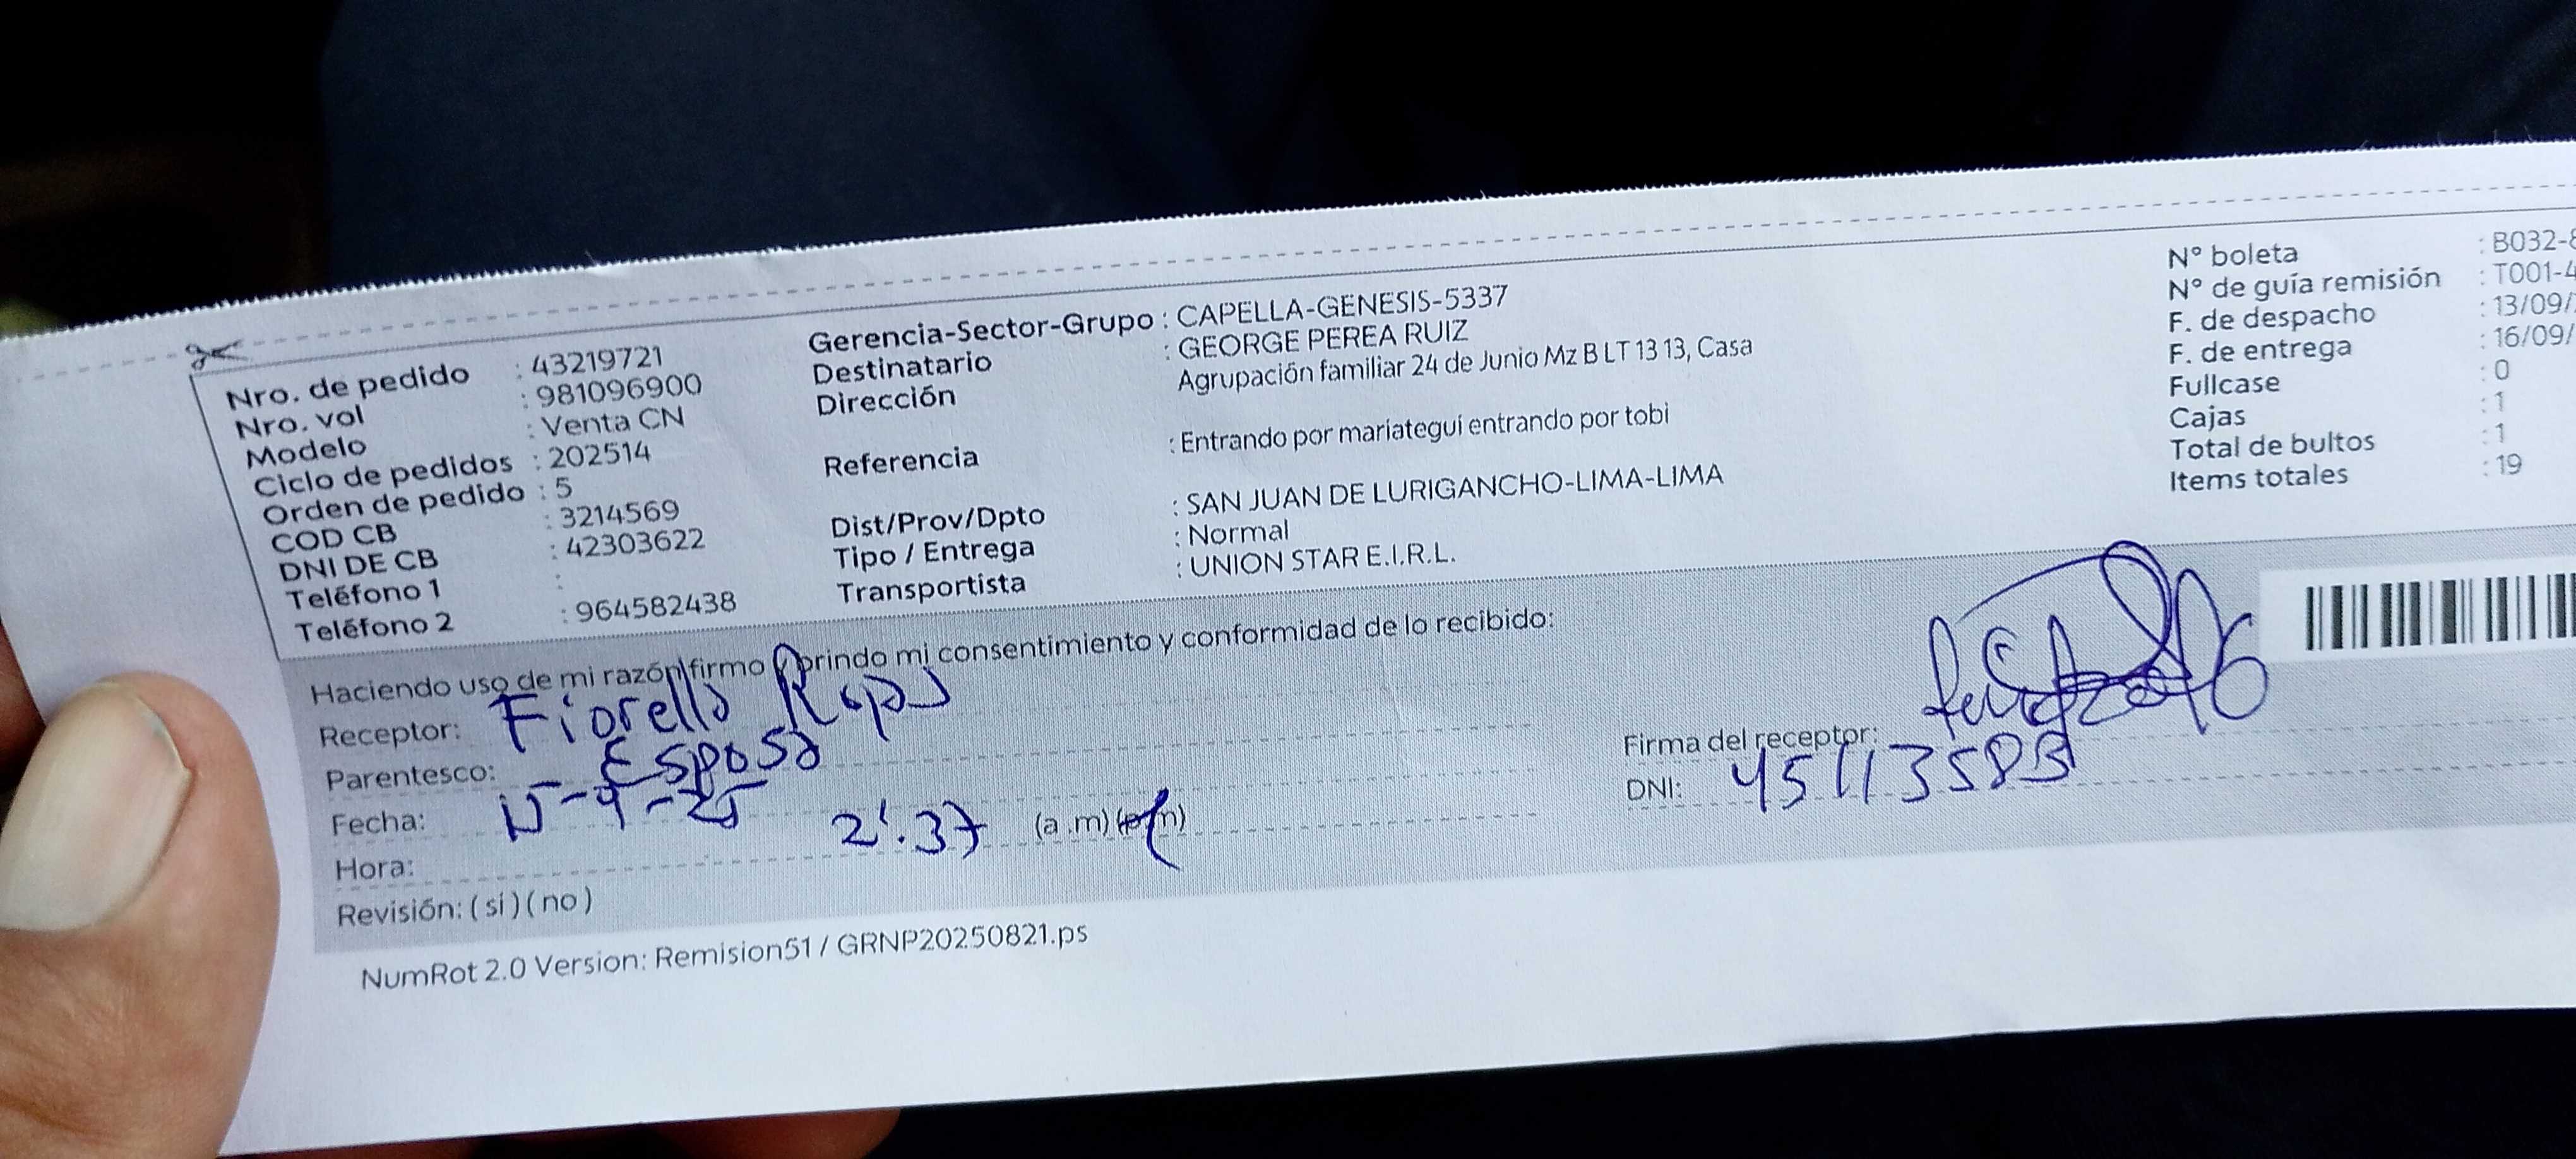 Nro. de pedido : 43219721
Nro. vol : 981096900
Modelo : Venta CN
Ciclo de pedidos : 202514
Orden de pedido : 5
COD CB : 3214569
DNI DE CB : 42303622
Teléfono 1 :
Teléfono 2 : 964582438
Gerencia-Sector-Grupo : CAPELLA-GENESIS-5337
Destinatario : GEORGE PEREA RUIZ
Dirección Agrupación familiar 24 de Junio Mz B LT 13 13, Casa
Referencia : Entrando por mariategui entrando por tobi
Dist/Prov/Dpto : SAN JUAN DE LURIGANCHO-LIMA-LIMA
Tipo / Entrega : Normal
Transportista : UNION STAR E.I.R.L.
N° boleta : B032-
N° de guía remisión : T001-4
F. de despacho : 13/09/
F. de entrega : 16/09/
Fullcase : 0
Cajas : 1
Total de bultos : 1
Items totales : 19
Haciendo uso de mi razón firmo y brindo mi consentimiento y conformidad de lo recibido:
Receptor: Fiorella
Parentesco: Esposa
Fecha: 15-9-25
Hora: 2:37 (a .m) (p.m)
Revisión: ( sí ) ( no )
Firma del receptor:
DNI:
NumRot 2.0 Version: Remision51 / GRNP20250821.ps